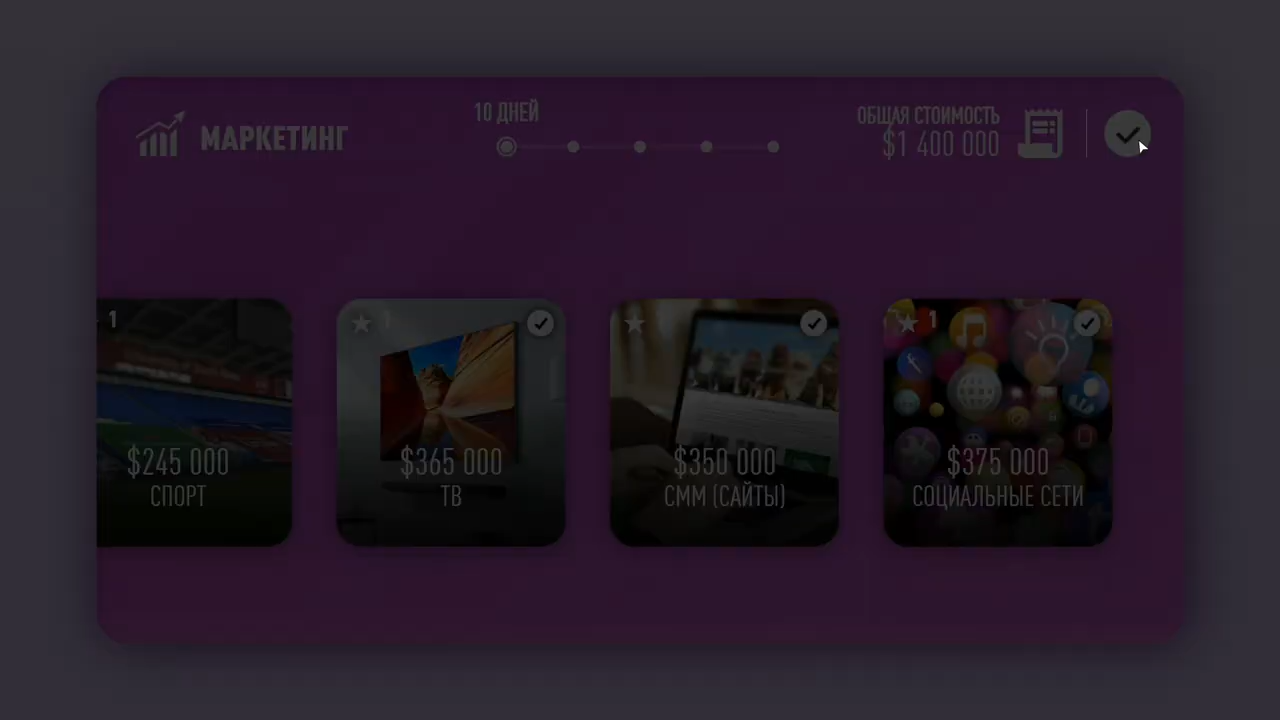 МАРКЕТИНГ
10 ДНЕЙ
ОБЩАЯ СТОИМОСТЬ
$1 400 000
1
$245 000
СПОРТ
1
$365 000
ТВ
$350 000
СММ (САЙТЫ)
1
$375 000
СОЦИАЛЬНЫЕ СЕТИ